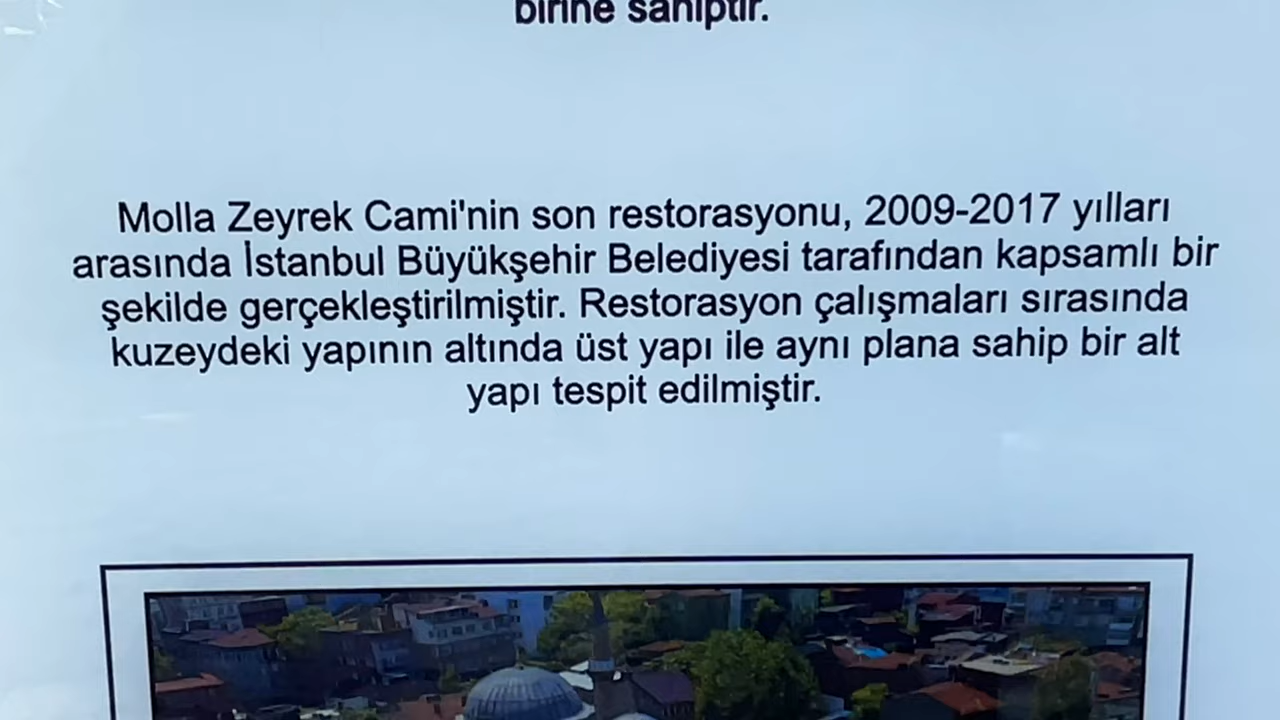 birine sahiptir.
Molla Zeyrek Cami'nin son restorasyonu, 2009-2017 yılları
arasında İstanbul Büyükşehir Belediyesi tarafından kapsamlı bir
şekilde gerçekleştirilmiştir. Restorasyon çalışmaları sırasında
kuzeydeki yapının altında üst yapı ile aynı plana sahip bir alt
yapı tespit edilmiştir.